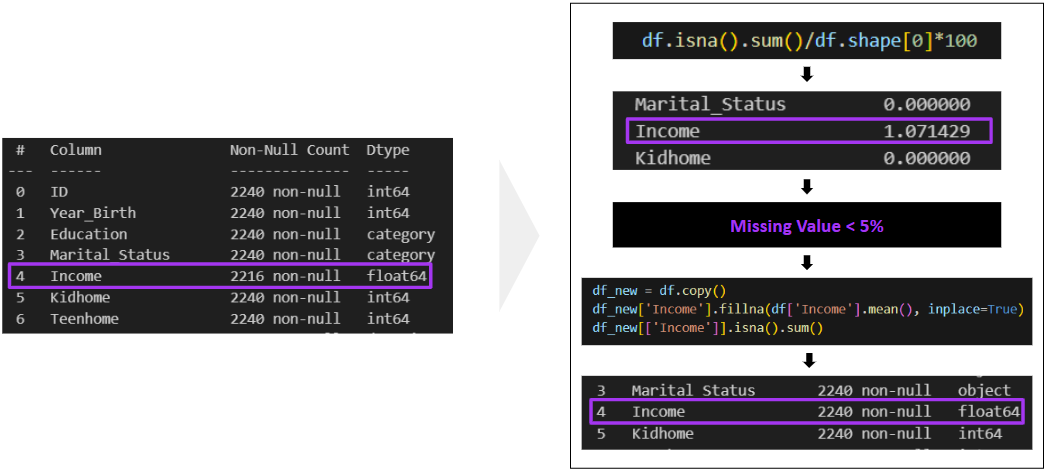 #   Column   Non-Null Count   Dtype
---   ------   --------------   -----
0   ID   2240 non-null   int64
1   Year_Birth   2240 non-null   int64
2   Education   2240 non-null   category
3   Marital_Status   2240 non-null   category
4   Income   2216 non-null   float64
5   Kidhome   2240 non-null   int64
6   Teenhome   2240 non-null   int64
df.isna().sum()/df.shape[0]*100
Marital_Status   0.000000
Income   1.071429
Kidhome   0.000000
Missing Value < 5%
df_new = df.copy()
df_new['Income'].fillna(df['Income'].mean(), inplace=True)
df_new[['Income']].isna().sum()
3   Marital_Status   2240 non-null   object
4   Income   2240 non-null   float64
5   Kidhome   2240 non-null   int64